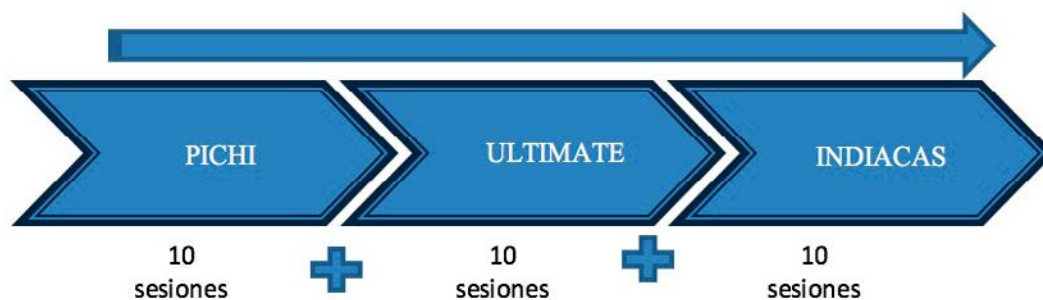 PICHI
ULTIMATE
INDIACAS
10
sesiones
10
sesiones
10
sesiones